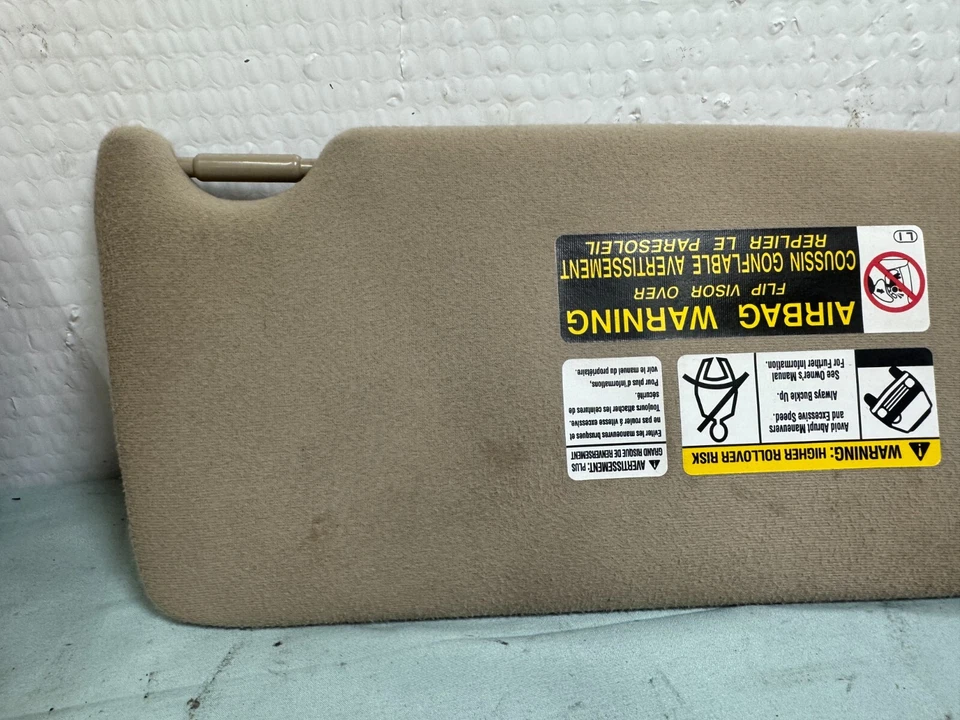 AIRBAG WARNING
FLIP VISOR OVER
COUSSIN GONFLABLE AVERTISSEMENT
REPLIER LE PARESOLEIL
WARNING: HIGHER ROLLOVER RISK
Avoid Abrupt Maneuvers
and Excessive Speed.
Always Buckle Up.
See Owner's Manual
For Further Information.
AVERTISSEMENT: PLUS
GRAND RISQUE DE RENVERSEMENT
Eviter les manoeuvres brusques et
ne pas rouler à vitesse excessive.
Toujours attacher les ceintures de
sécurité.
Pour plus d'informations,
voir le manuel du propriétaire.